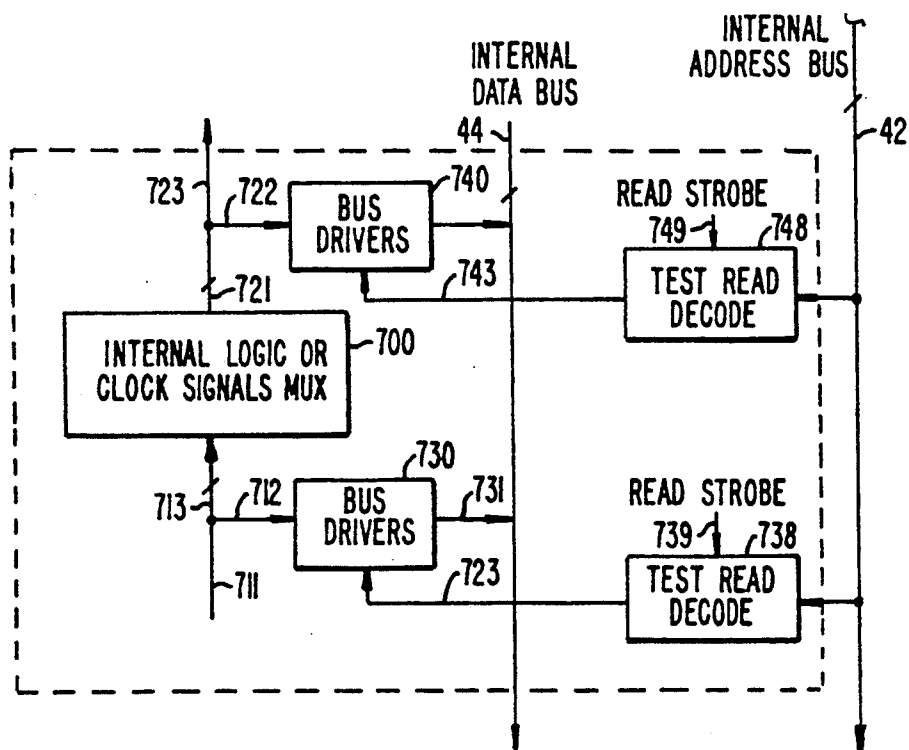 INTERNAL
ADDRESS BUS
42
INTERNAL
DATA BUS
44
723
722
740
BUS
DRIVERS
READ STROBE
749
748
TEST READ
DECODE
743
721
700
INTERNAL LOGIC OR
CLOCK SIGNALS MUX
730
713
712
BUS
DRIVERS
731
READ STROBE
739
738
TEST READ
DECODE
723
711